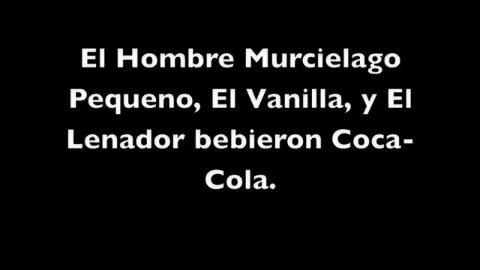 El Hombre Murcielago
Pequeno, El Vanilla, y El
Lenador bebieron Coca-
Cola.